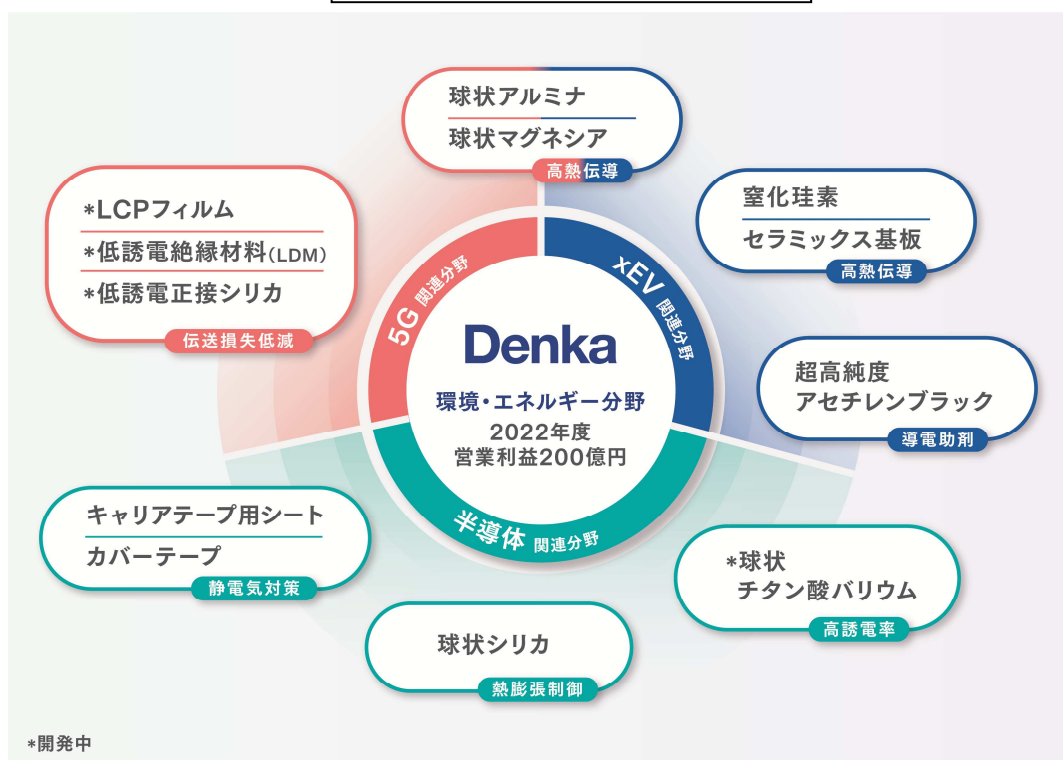 球状アルミナ
球状マグネシア
高熱伝導
*LCPフィルム
*低誘電絶縁材料(LDM)
*低誘電正接シリカ
伝送損失低減
窒化珪素
セラミックス基板
高熱伝導
5G 関連分野
xEV 関連分野
Denka
環境・エネルギー分野
2022年度
営業利益200億円
超高純度
アセチレンブラック
導電助剤
半導体 関連分野
キャリアテープ用シート
カバーテープ
静電気対策
*球状
チタン酸バリウム
高誘電率
球状シリカ
熱膨張制御
*開発中